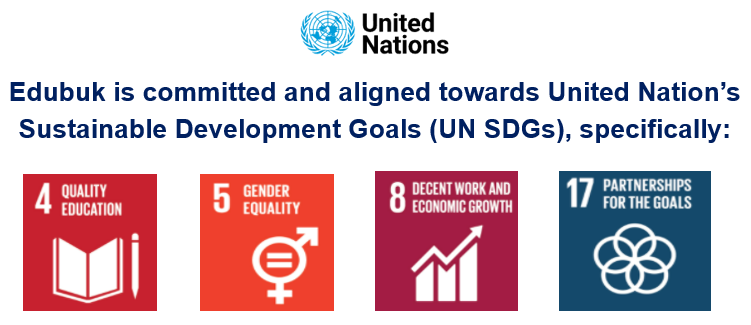 United
Nations
Edubuk is committed and aligned towards United Nation's
Sustainable Development Goals (UN SDGs), specifically:
4 QUALITY
EDUCATION
5 GENDER
EQUALITY
8 DECENT WORK AND
ECONOMIC GROWTH
17 PARTNERSHIPS
FOR THE GOALS